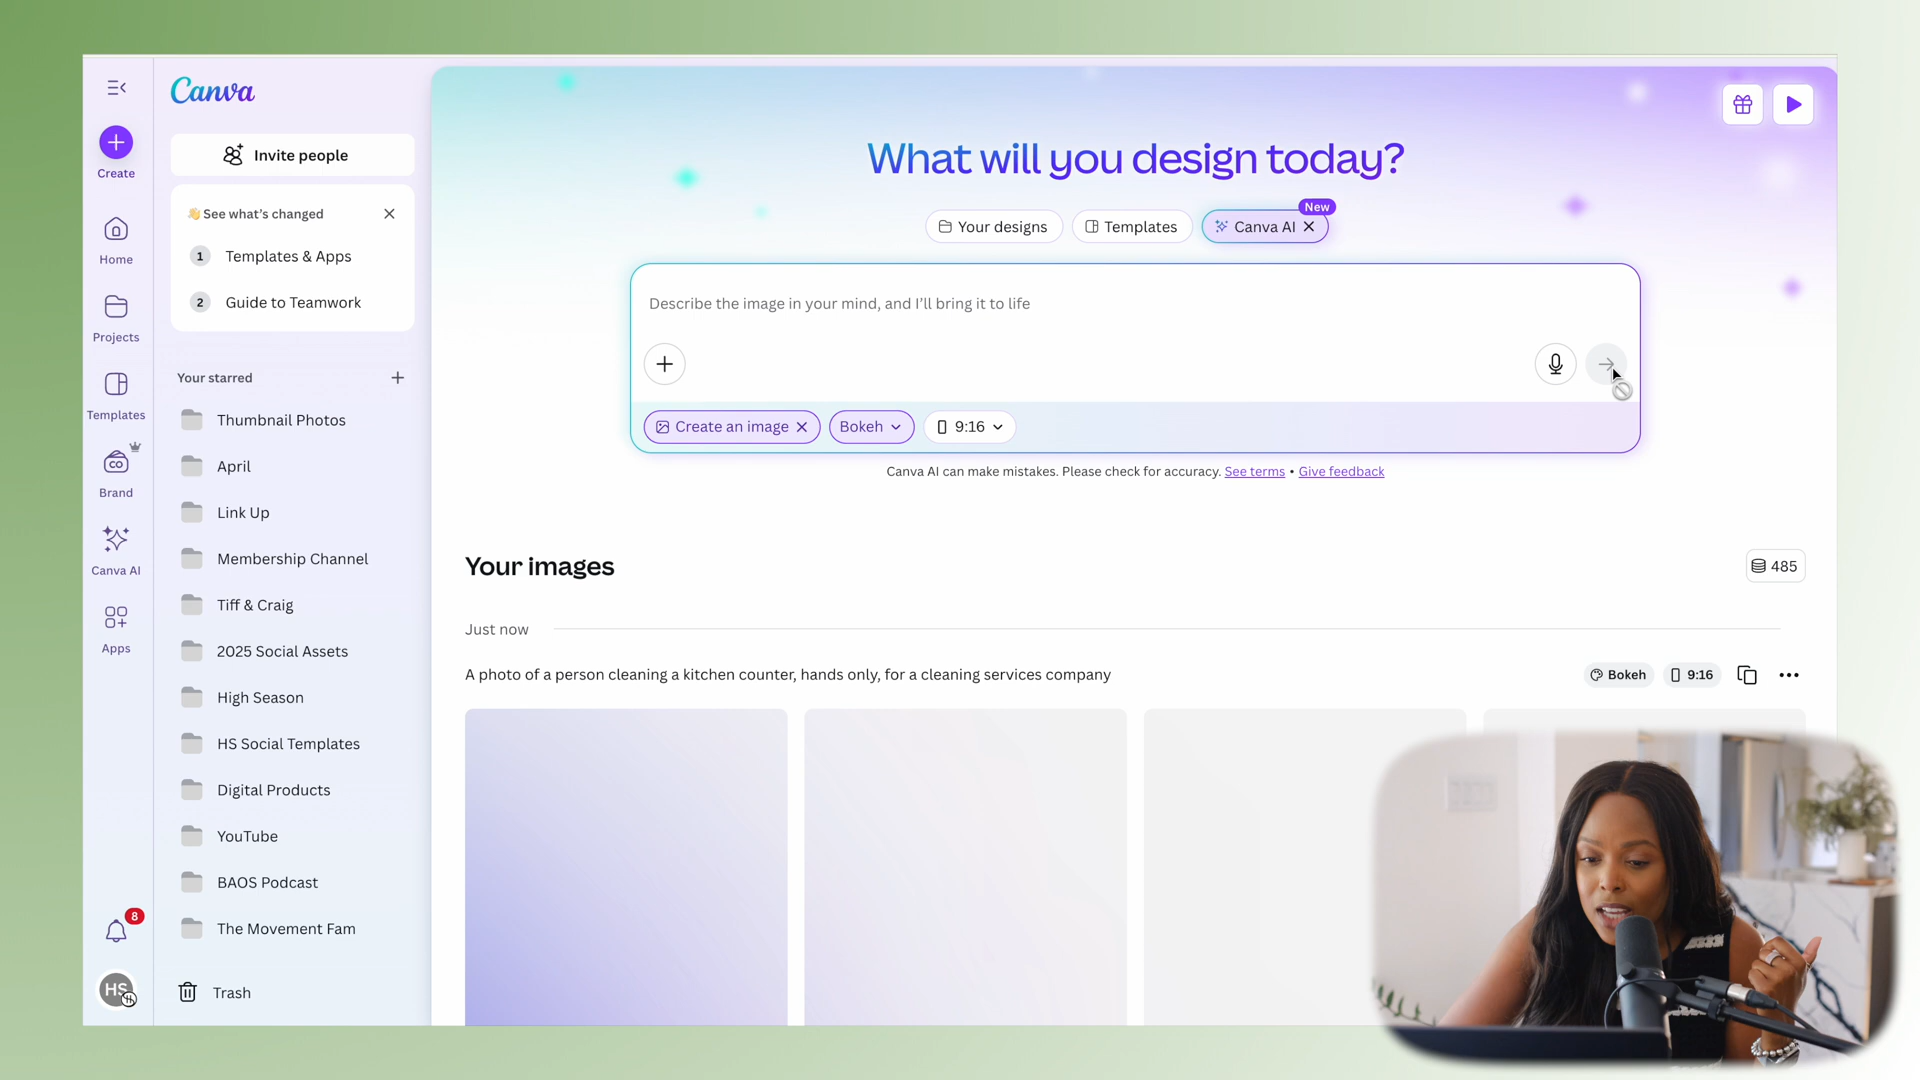 Canva
Create
Home
Projects
Templates
CO
Brand
Canva AI
Apps
8
HS
Invite people
👋 See what's changed
1 Templates & Apps
2 Guide to Teamwork
Your starred
Thumbnail Photos
April
Link Up
Membership Channel
Tiff & Craig
2025 Social Assets
High Season
HS Social Templates
Digital Products
YouTube
BAOS Podcast
The Movement Fam
Trash
What will you design today?
New
Your designs Templates Canva AI
Describe the image in your mind, and I'll bring it to life
Create an image Bokeh 9:16
Canva AI can make mistakes. Please check for accuracy. See terms • Give feedback
Your images 485
Just now
A photo of a person cleaning a kitchen counter, hands only, for a cleaning services company Bokeh 9:16